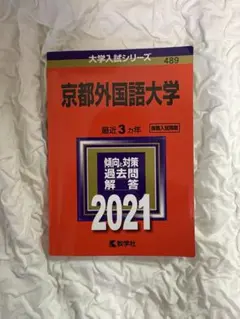 大学入試シリーズ
489
京都外国語大学
最近3カ年
傾向と対策
過去問
解答
2021
教学社